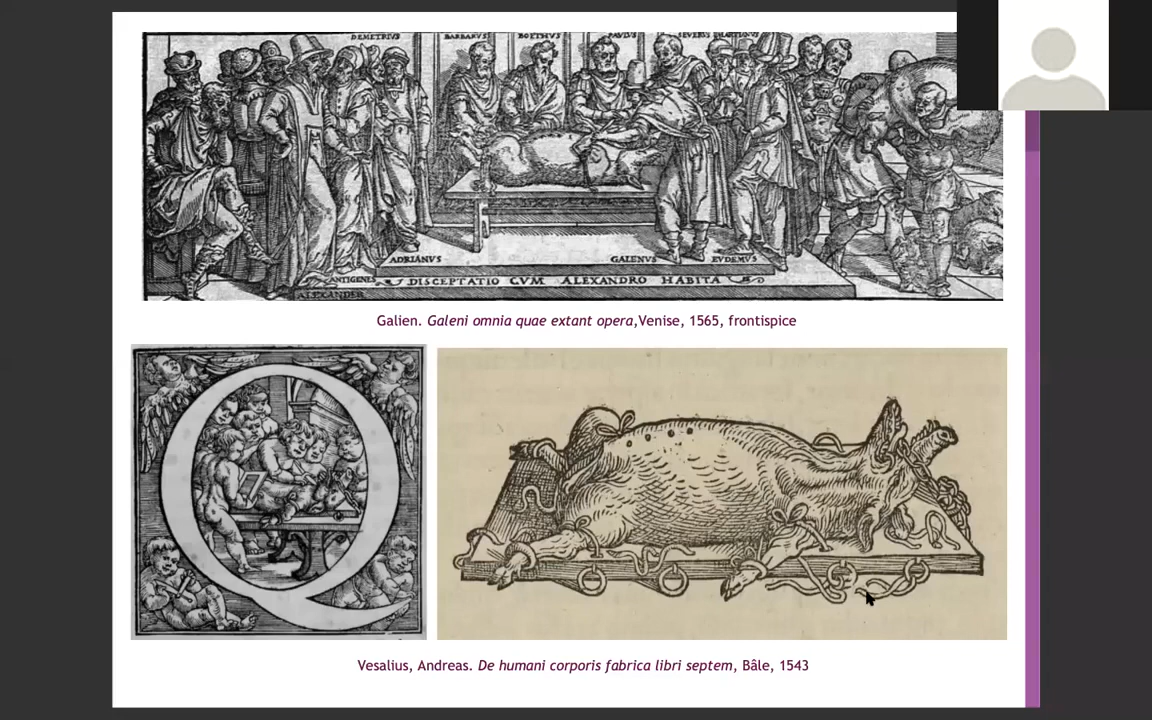 DEMETRIVS BARBARVS BOETHVS PAVLVS SEVERVS MARTIANVS
ADRIANVS GALENVS EVDEMVS
ANTIGENES DISCEPTATIO CVM ALEXANDRO HABITA
ALEXANDER
Galien. Galeni omnia quae extant opera,Venise, 1565, frontispice
Q
Vesalius, Andreas. De humani corporis fabrica libri septem, Bâle, 1543